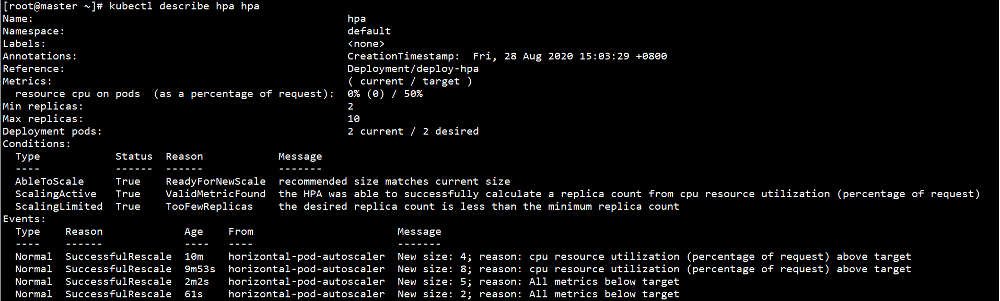 [root@master ~]# kubectl describe hpa hpa
Name:                                                  hpa
Namespace:                                             default
Labels:                                                <none>
Annotations:                                           CreationTimestamp:  Fri, 28 Aug 2020 15:03:29 +0800
Reference:                                             Deployment/deploy-hpa
Metrics:                                               ( current / target )
  resource cpu on pods  (as a percentage of request):  0% (0) / 50%
Min replicas:                                          2
Max replicas:                                          10
Deployment pods:                                       2 current / 2 desired
Conditions:
  Type            Status  Reason            Message
  ----            ------  ------            -------
  AbleToScale     True    ReadyForNewScale  recommended size matches current size
  ScalingActive   True    ValidMetricFound  the HPA was able to successfully calculate a replica count from cpu resource utilization (percentage of request)
  ScalingLimited  True    TooFewReplicas    the desired replica count is less than the minimum replica count
Events:
  Type    Reason             Age    From                       Message
  ----    ------             ----   ----                       -------
  Normal  SuccessfulRescale  10m    horizontal-pod-autoscaler  New size: 4; reason: cpu resource utilization (percentage of request) above target
  Normal  SuccessfulRescale  9m53s  horizontal-pod-autoscaler  New size: 8; reason: cpu resource utilization (percentage of request) above target
  Normal  SuccessfulRescale  2m2s   horizontal-pod-autoscaler  New size: 5; reason: All metrics below target
  Normal  SuccessfulRescale  61s    horizontal-pod-autoscaler  New size: 2; reason: All metrics below target